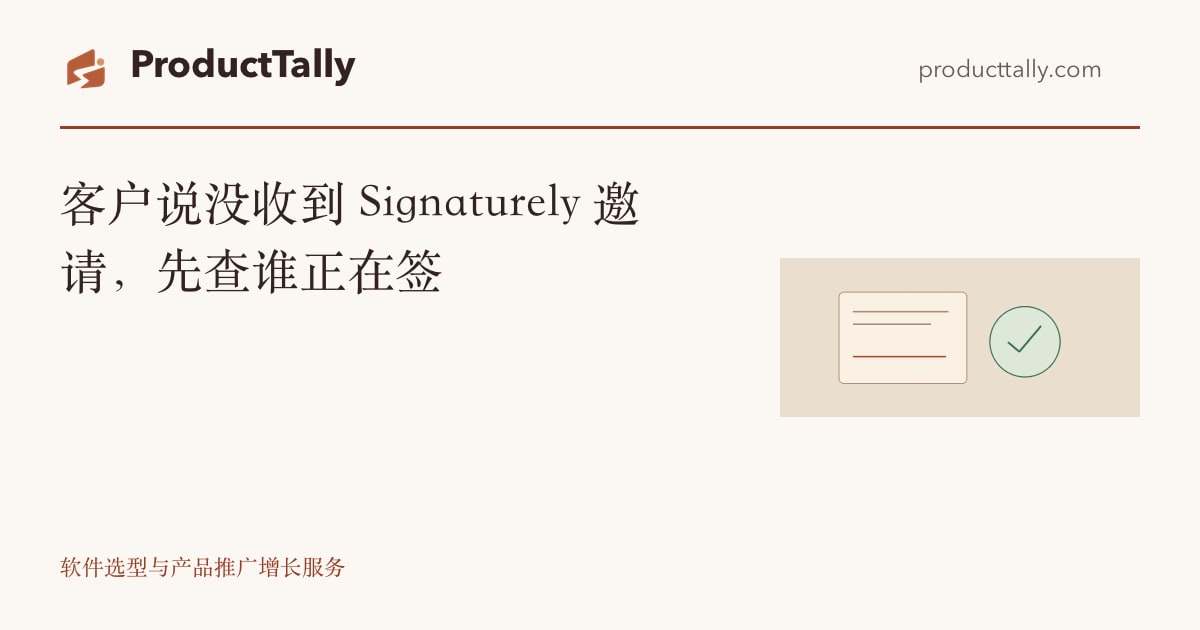 ProductTally
producttally.com
客户说没收到 Signaturely 邀
请，先查谁正在签
软件选型与产品推广增长服务